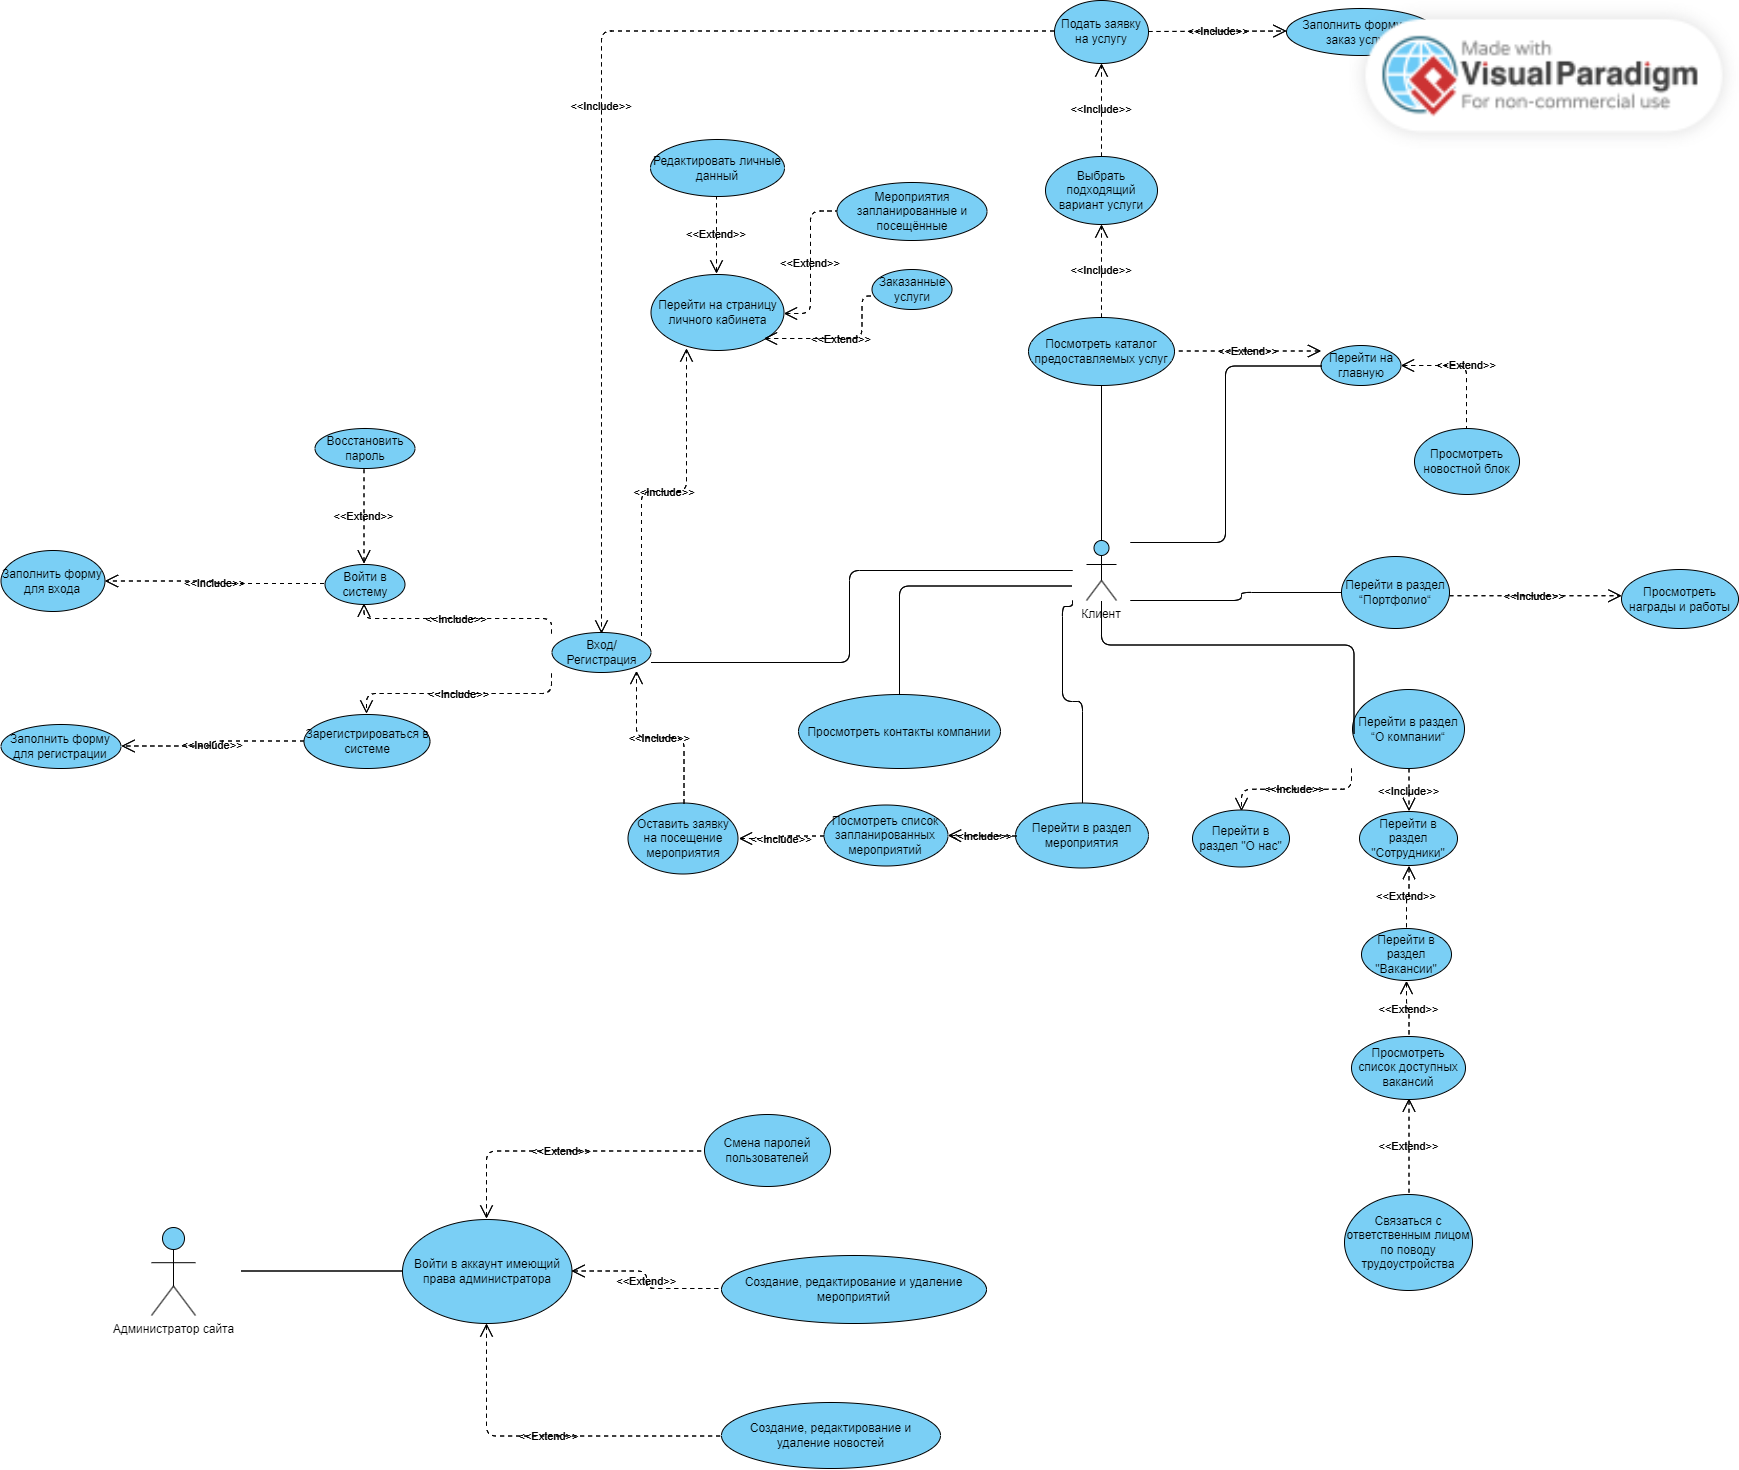 Подать заявку
на услугу
<<Include>>
Заполнить форму
заказ
Made with
Visual Paradigm
For non-commercial use
<<Include>>
<<Include>>
Редактировать личные
данный
<<Extend>>
Мероприятия
запланированные и
посещённые
<<Extend>>
Заказанные
услуги
<<Extend>>
Перейти на страницу
личного кабинета
Выбрать
подходящий
вариант услуги
<<Include>>
Посмотреть каталог
предоставляемых услуг
<<Extend>>
Перейти на
главную
<<Extend>>
Просмотреть
новостной блок
<<Include>>
Восстановить
пароль
<<Extend>>
Заполнить форму
для входа
<<Include>>
Войти в
систему
<<Include>>
Вход/
Регистрация
<<Include>>
Заполнить форму
для регистрации
<<Include>>
Зарегистрироваться в
системе
Клиент
Перейти в раздел
“Портфолио“
<<Include>>
Просмотреть
награды и работы
<<Include>>
Просмотреть контакты компании
Перейти в раздел
“О компании“
Оставить заявку
на посещение
мероприятия
<<Include>>
Посмотреть список
запланированных
мероприятий
<<Include>>
Перейти в раздел
мероприятия
<<Include>>
<<Include>>
Перейти в
раздел "О нас"
Перейти в
раздел
"Сотрудники"
<<Extend>>
Перейти в
раздел
"Вакансии"
<<Extend>>
Просмотреть
список доступных
вакансий
<<Extend>>
Связаться с
ответственным лицом
по поводу
трудоустройства
Смена паролей
пользователей
<<Extend>>
Администратор сайта
Войти в аккаунт имеющий
права администратора
<<Extend>>
Создание, редактирование и удаление
мероприятий
<<Extend>>
Создание, редактирование и
удаление новостей